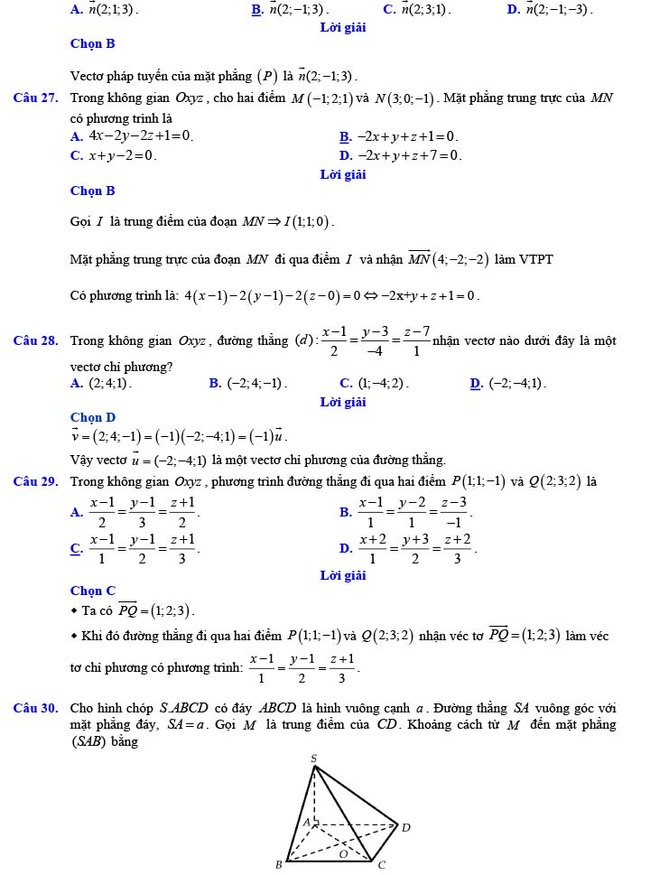 A. n⃗(2;1;3). B. n⃗(2;-1;3). C. n⃗(2;3;1). D. n⃗(2;-1;-3).
Lời giải
Chọn B
Vectơ pháp tuyến của mặt phẳng (P) là n⃗(2;-1;3).
Câu 27. Trong không gian Oxyz, cho hai điểm M(-1;2;1) và N(3;0;-1). Mặt phẳng trung trực của MN
có phương trình là
A. 4x-2y-2z+1=0. B. -2x+y+z+1=0.
C. x+y-2=0. D. -2x+y+z+7=0.
Lời giải
Chọn B
Gọi I là trung điểm của đoạn MN ⇒ I(1;1;0).
Mặt phẳng trung trực của đoạn MN đi qua điểm I và nhận MN⃗(4;-2;-2) làm VTPT
Có phương trình là: 4(x-1)-2(y-1)-2(z-0)=0 ⇔ -2x+y+z+1=0.
Câu 28. Trong không gian Oxyz, đường thẳng (d): (x-1)/2=(y-3)/-4=(z-7)/1 nhận vectơ nào dưới đây là một
vectơ chỉ phương?
A. (2;4;1). B. (-2;4;-1). C. (1;-4;2). D. (-2;-4;1).
Lời giải
Chọn D
v⃗=(2;4;-1)=(-1)(-2;-4;1)=(-1)u⃗.
Vậy vectơ u⃗=(-2;-4;1) là một vectơ chỉ phương của đường thẳng.
Câu 29. Trong không gian Oxyz, phương trình đường thẳng đi qua hai điểm P(1;1;-1) và Q(2;3;2) là
A. (x-1)/2=(y-1)/3=(z+1)/2. B. (x-1)/1=(y-2)/1=(z-3)/-1.
C. (x-1)/1=(y-1)/2=(z+1)/3. D. (x+2)/1=(y+3)/2=(z+2)/3.
Lời giải
Chọn C
♦ Ta có PQ⃗=(1;2;3).
♦ Khi đó đường thẳng đi qua hai điểm P(1;1;-1) và Q(2;3;2) nhận véc tơ PQ⃗=(1;2;3) làm véc
tơ chỉ phương có phương trình: (x-1)/1=(y-1)/2=(z+1)/3.
Câu 30. Cho hình chóp S.ABCD có đáy ABCD là hình vuông cạnh a. Đường thẳng SA vuông góc với
mặt phẳng đáy, SA=a. Gọi M là trung điểm của CD. Khoảng cách từ M đến mặt phẳng
(SAB) bằng
S
A
D
O
B
C